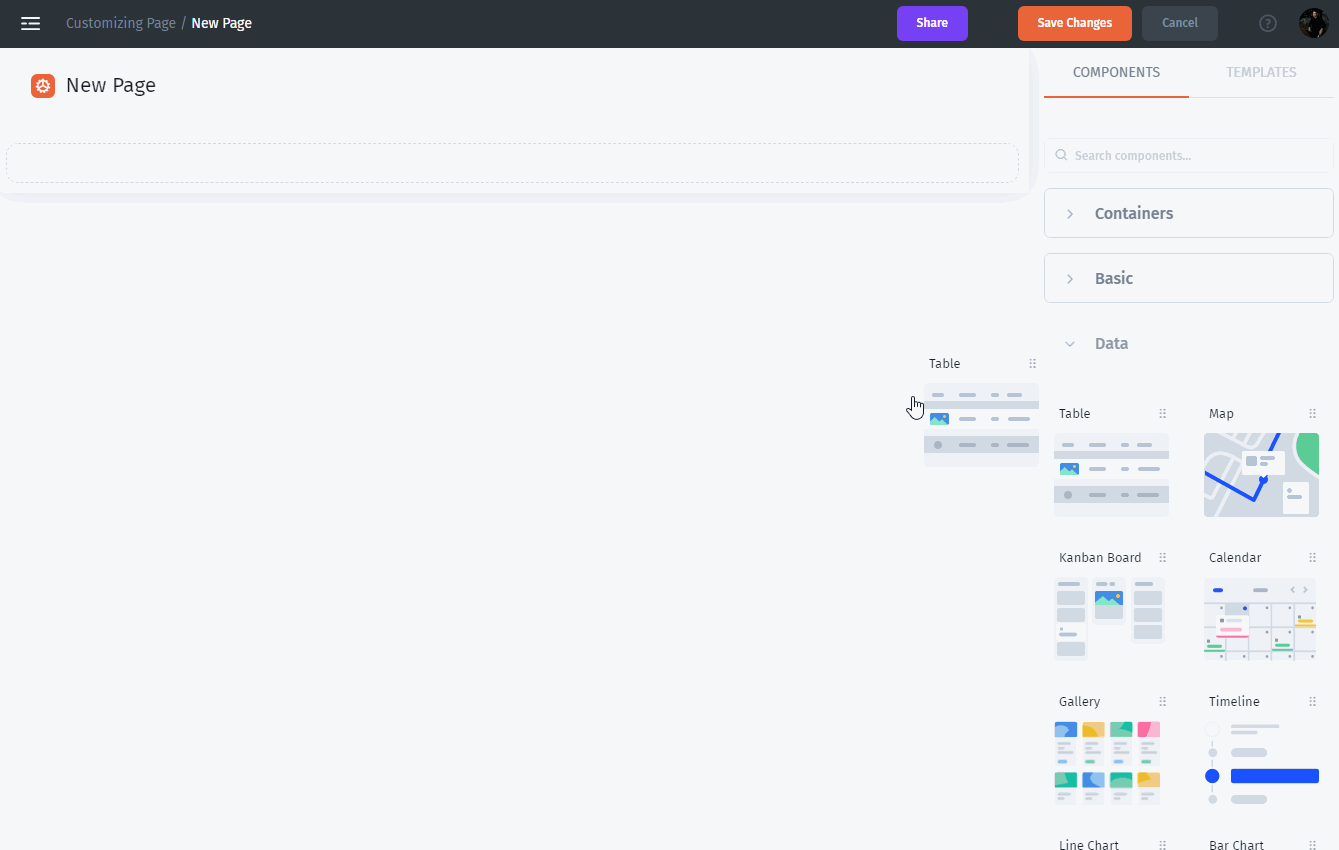 Customizing Page / New Page
Share
Save Changes
Cancel
?
New Page
COMPONENTS
TEMPLATES
Search components...
Containers
Basic
Data
Table
Table
Map
Kanban Board
Calendar
Gallery
Timeline
Line Chart
Bar Chart